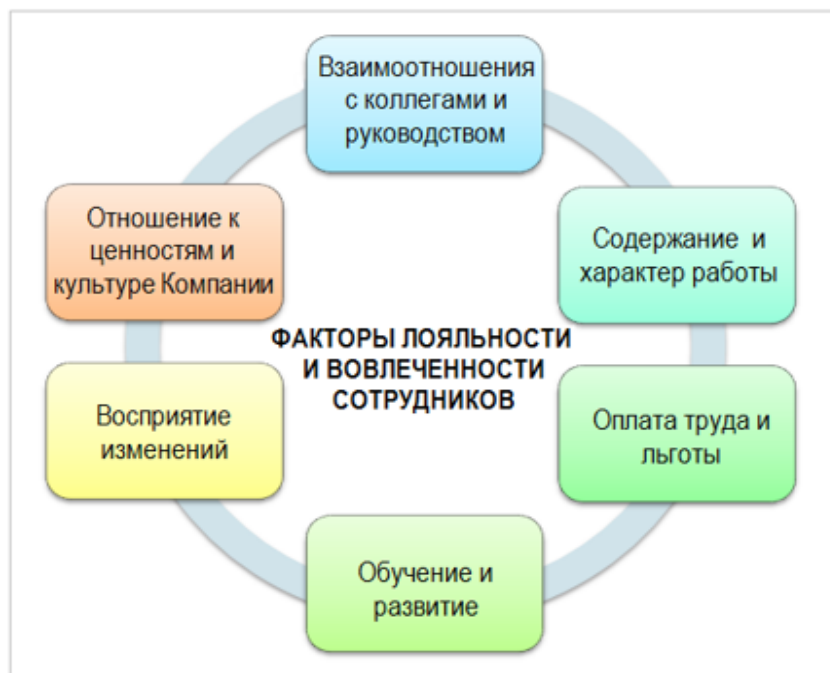 Взаимоотношения
с коллегами и
руководством
Содержание и
характер работы
Оплата труда и
льготы
Обучение и
развитие
Восприятие
изменений
Отношение к
ценностям и
культуре Компании
ФАКТОРЫ ЛОЯЛЬНОСТИ
И ВОВЛЕЧЕННОСТИ
СОТРУДНИКОВ